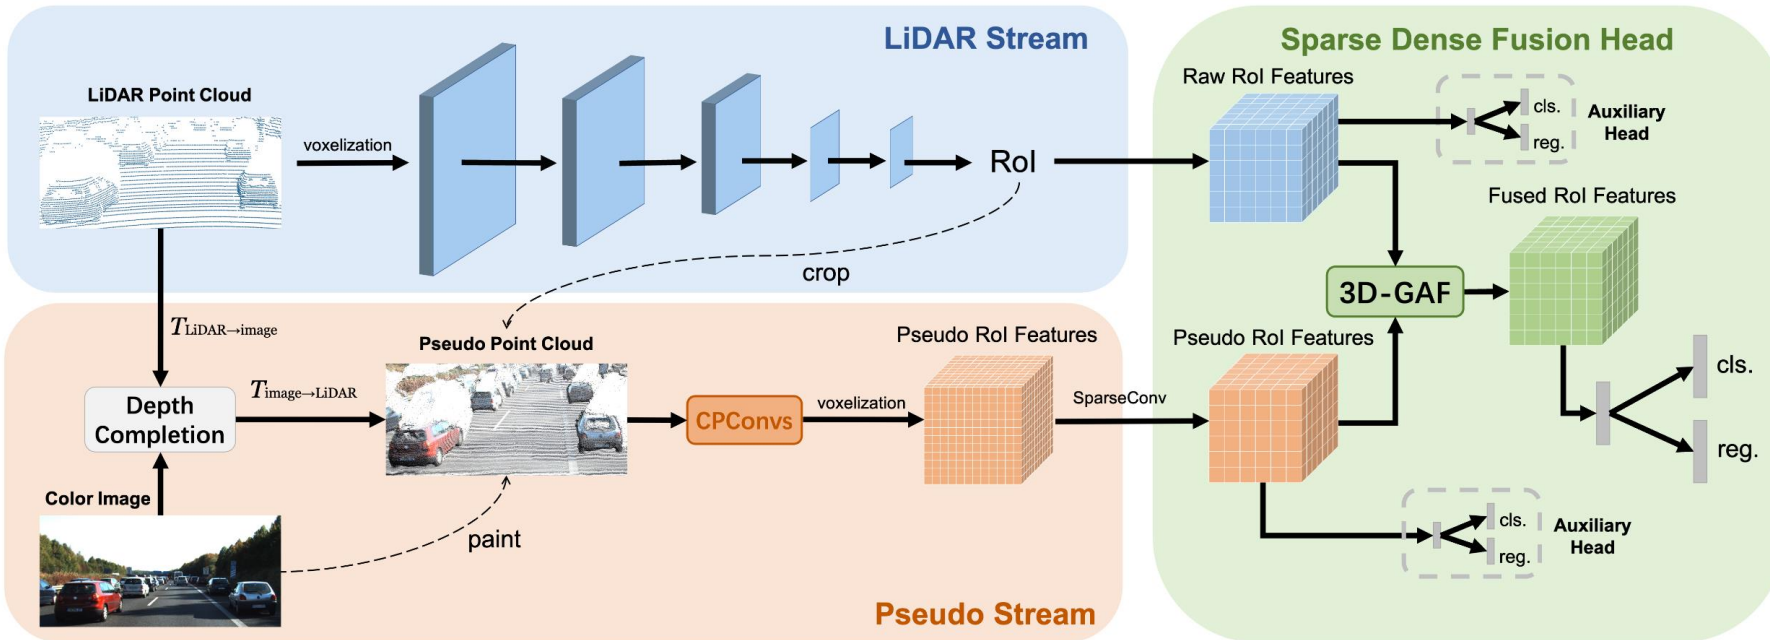 LiDAR Stream
LiDAR Point Cloud
voxelization
RoI
crop
Sparse Dense Fusion Head
Raw RoI Features
cls.
reg.
Auxiliary
Head
Fused RoI Features
3D-GAF
Pseudo RoI Features
cls.
reg.
cls.
reg.
Auxiliary
Head
T LiDAR→image
T image→LiDAR
Depth
Completion
Color Image
paint
Pseudo Point Cloud
CPConvs
voxelization
Pseudo RoI Features
SparseConv
Pseudo Stream